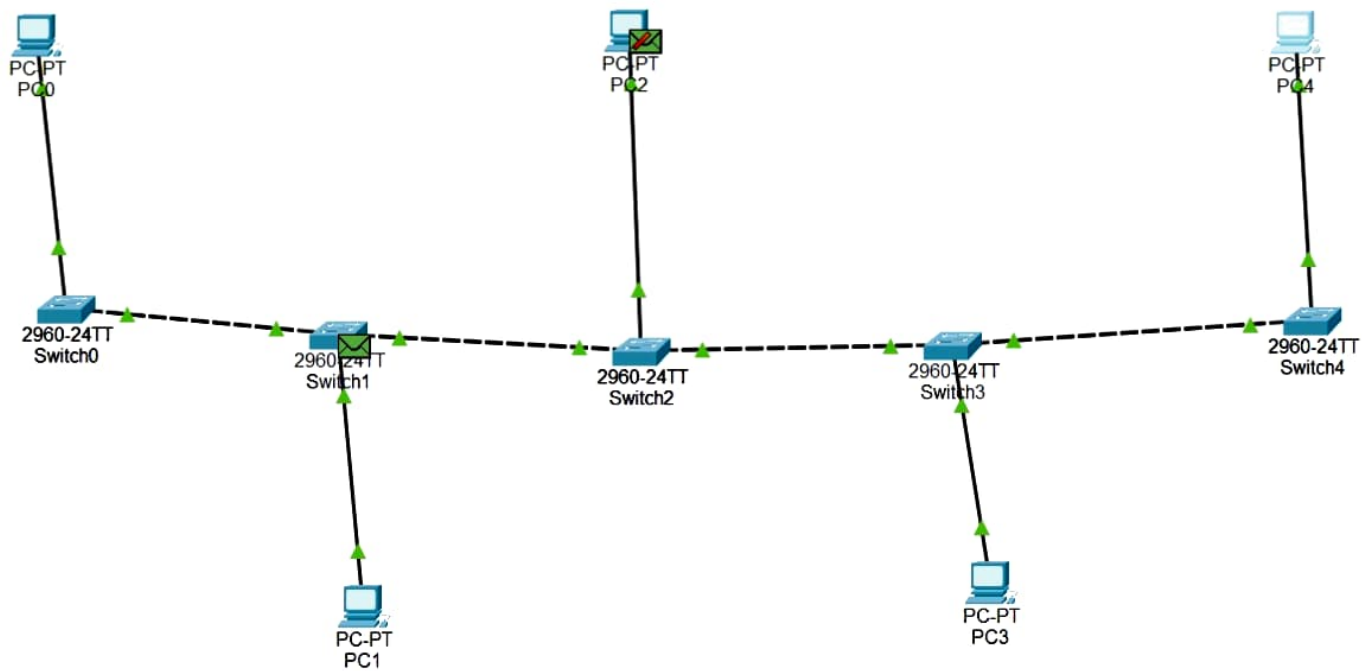 PC-PT
PC0
PC-PT
PC2
PC-PT
PC4
2960-24TT
Switch0
2960-24TT
Switch1
2960-24TT
Switch2
2960-24TT
Switch3
2960-24TT
Switch4
PC-PT
PC1
PC-PT
PC3